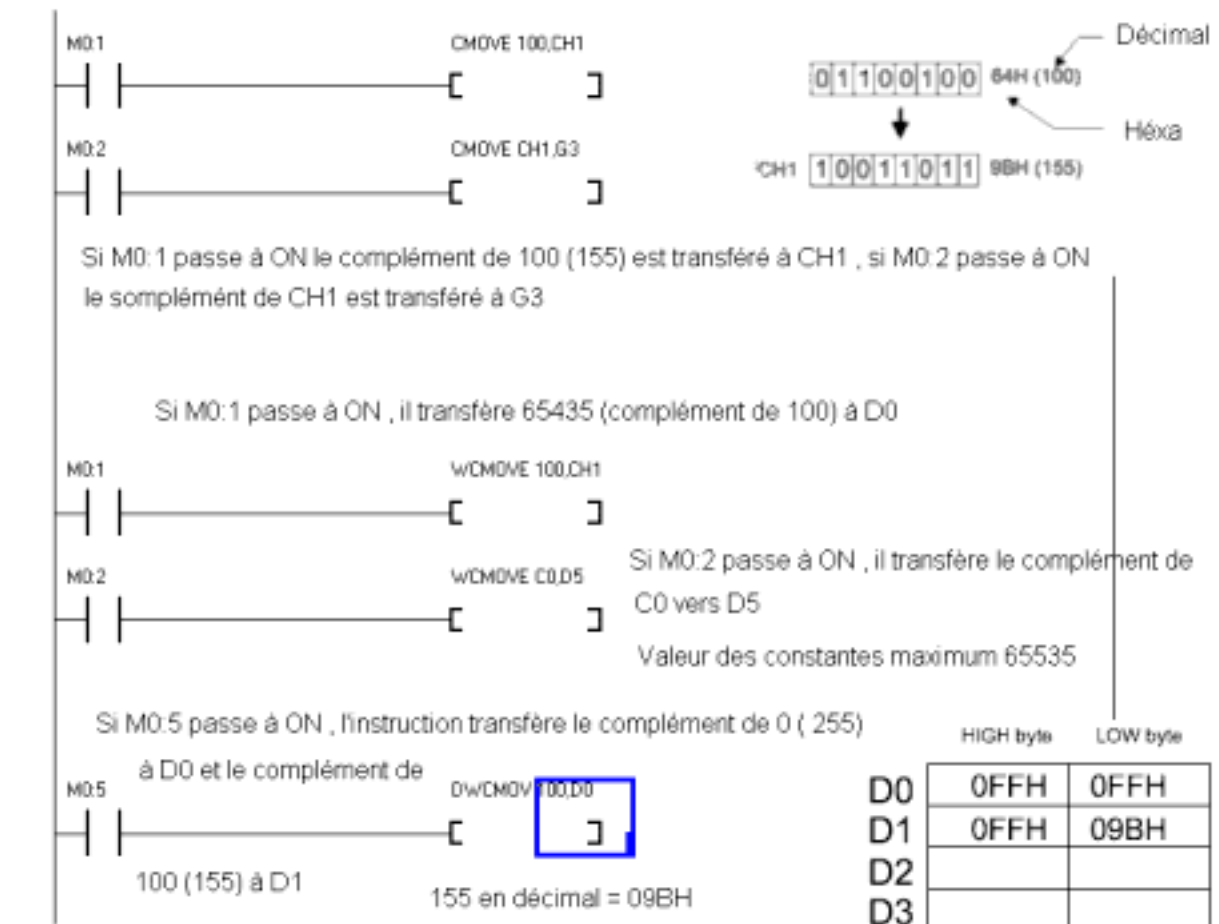 M0:1
CMOVE 100,CH1
Décimal
0 1 1 0 0 1 0 0 64H (100)
Héxa
M0:2
CMOVE CH1,G3
CH1 1 0 0 1 1 0 1 1 9BH (155)
Si M0:1 passe à ON le complément de 100 (155) est transféré à CH1 , si M0:2 passe à ON
le somplémént de CH1 est transféré à G3
Si M0:1 passe à ON , il transfère 65435 (complément de 100) à D0
M0:1
WCMOVE 100,CH1
M0:2
WCMOVE C0,D5
Si M0:2 passe à ON , il transfère le complément de
C0 vers D5
Valeur des constantes maximum 65535
Si M0:5 passe à ON , l'instruction transfère le complément de 0 ( 255)
à D0 et le complément de
M0:5
DWCMOV 100,D0
100 (155) à D1
155 en décimal = 09BH
HIGH byte LOW byte
D0 0FFH 0FFH
D1 0FFH 09BH
D2
D3